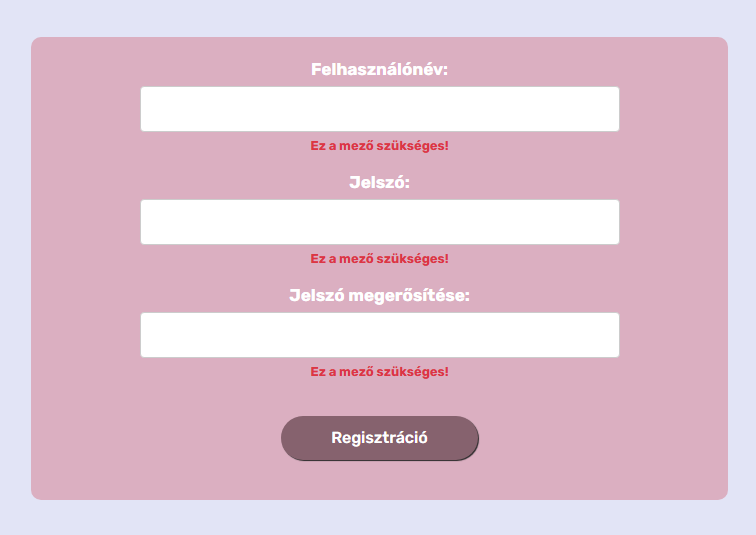 Felhasználónév:
Ez a mező szükséges!
Jelszó:
Ez a mező szükséges!
Jelszó megerősítése:
Ez a mező szükséges!
Regisztráció